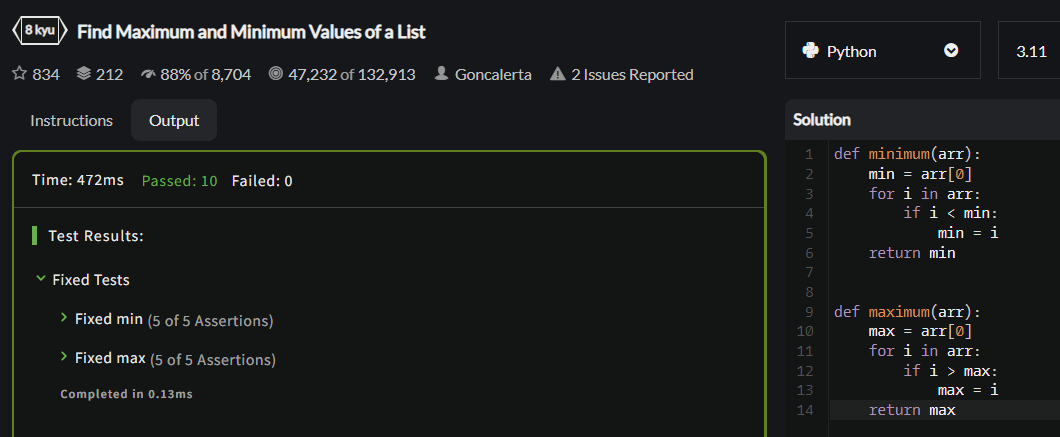 8 kyu Find Maximum and Minimum Values of a List
834 212 88% of 8,704 47,232 of 132,913 Goncalerta 2 Issues Reported
Python 3.11
Instructions Output
Time: 472ms Passed: 10 Failed: 0
Test Results:
Fixed Tests
Fixed min (5 of 5 Assertions)
Fixed max (5 of 5 Assertions)
Completed in 0.13ms
Solution
1 def minimum(arr):
2     min = arr[0]
3     for i in arr:
4         if i < min:
5             min = i
6     return min
7
8
9 def maximum(arr):
10     max = arr[0]
11     for i in arr:
12         if i > max:
13             max = i
14     return max